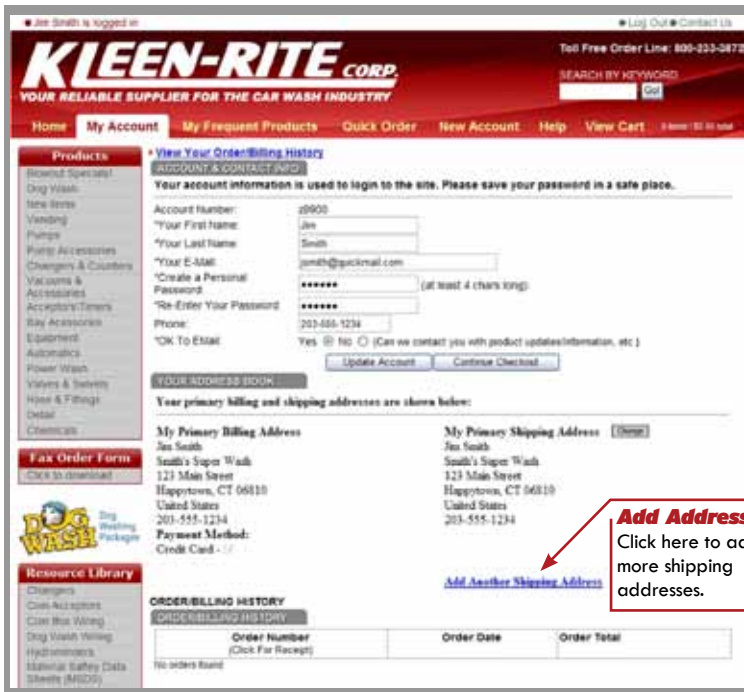 Jim Smith is logged in
Log Out Contact Us
KLEEN-RITE CORP.
YOUR RELIABLE SUPPLIER FOR THE CAR WASH INDUSTRY
Toll Free Order Line: 800-233-3873
SEARCH BY KEYWORD
Go!
Home My Account My Frequent Products Quick Order New Account Help View Cart
Products
Blowout Specials!
Dog Wash
New Items
Vending
Pumps
Pump Accessories
Changers & Counters
Vacuums & Accessories
Acceptors/Timers
Bay Accessories
Equipment
Automatics
Power Wash
Valves & Swivels
Hose & Fittings
Detail
Chemicals
Fax Order Form
Click to download
DOG WASH
Dog Washing Packages
Resource Library
Changers
Coin Acceptors
Coin Box Wiring
Dog Wash Wiring
Hydrominders
Material Saftey Data
Sheets (MSDS)
View Your Order/Billing History
ACCOUNT & CONTACT INFO
Your account information is used to login to the site. Please save your password in a safe place.
Account Number: z9900
*Your First Name: Jim
*Your Last Name: Smith
*Your E-Mail: jsmith@quickmail.com
*Create a Personal Password: •••••• (at least 4 chars long)
*Re-Enter Your Password: ••••••
Phone: 203-555-1234
*OK To EMail: Yes No (Can we contact you with product updates/information, etc.)
Update Account Continue Checkout
YOUR ADDRESS BOOK
Your primary billing and shipping addresses are shown below:
My Primary Billing Address
Jim Smith
Smith's Super Wash
123 Main Street
Happytown, CT 06810
United States
203-555-1234
Payment Method:
Credit Card -
My Primary Shipping Address Change
Jim Smith
Smith's Super Wash
123 Main Street
Happytown, CT 06810
United States
203-555-1234
Add Another Shipping Address
Add Address
Click here to ad
more shipping
addresses.
ORDER/BILLING HISTORY
ORDER/BILLING HISTORY
Order Number Order Date Order Total
(Click For Receipt)
No orders found